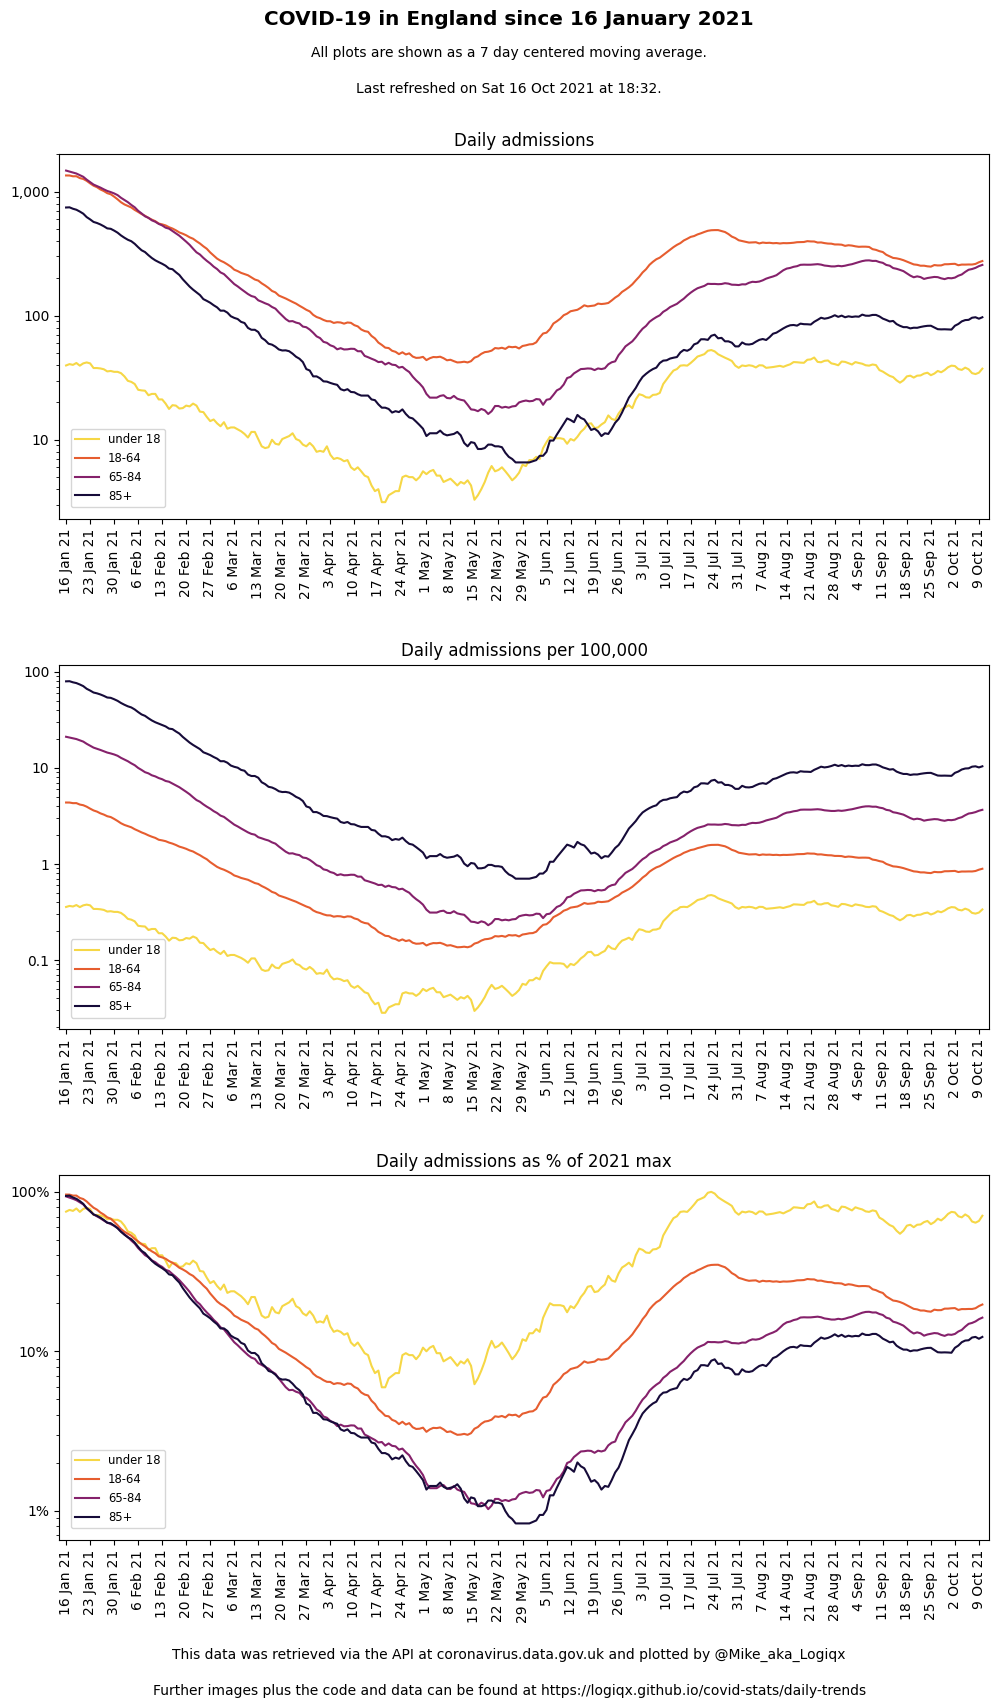 COVID-19 in England since 16 January 2021
All plots are shown as a 7 day centered moving average.
Last refreshed on Sat 16 Oct 2021 at 18:32.
Daily admissions
1,000
100
10
under 18
18-64
65-84
85+
16 Jan 21
23 Jan 21
30 Jan 21
6 Feb 21
13 Feb 21
20 Feb 21
27 Feb 21
6 Mar 21
13 Mar 21
20 Mar 21
27 Mar 21
3 Apr 21
10 Apr 21
17 Apr 21
24 Apr 21
1 May 21
8 May 21
15 May 21
22 May 21
29 May 21
5 Jun 21
12 Jun 21
19 Jun 21
26 Jun 21
3 Jul 21
10 Jul 21
17 Jul 21
24 Jul 21
31 Jul 21
7 Aug 21
14 Aug 21
21 Aug 21
28 Aug 21
4 Sep 21
11 Sep 21
18 Sep 21
25 Sep 21
2 Oct 21
9 Oct 21
Daily admissions per 100,000
100
10
1
0.1
under 18
18-64
65-84
85+
16 Jan 21
23 Jan 21
30 Jan 21
6 Feb 21
13 Feb 21
20 Feb 21
27 Feb 21
6 Mar 21
13 Mar 21
20 Mar 21
27 Mar 21
3 Apr 21
10 Apr 21
17 Apr 21
24 Apr 21
1 May 21
8 May 21
15 May 21
22 May 21
29 May 21
5 Jun 21
12 Jun 21
19 Jun 21
26 Jun 21
3 Jul 21
10 Jul 21
17 Jul 21
24 Jul 21
31 Jul 21
7 Aug 21
14 Aug 21
21 Aug 21
28 Aug 21
4 Sep 21
11 Sep 21
18 Sep 21
25 Sep 21
2 Oct 21
9 Oct 21
Daily admissions as % of 2021 max
100%
10%
1%
under 18
18-64
65-84
85+
16 Jan 21
23 Jan 21
30 Jan 21
6 Feb 21
13 Feb 21
20 Feb 21
27 Feb 21
6 Mar 21
13 Mar 21
20 Mar 21
27 Mar 21
3 Apr 21
10 Apr 21
17 Apr 21
24 Apr 21
1 May 21
8 May 21
15 May 21
22 May 21
29 May 21
5 Jun 21
12 Jun 21
19 Jun 21
26 Jun 21
3 Jul 21
10 Jul 21
17 Jul 21
24 Jul 21
31 Jul 21
7 Aug 21
14 Aug 21
21 Aug 21
28 Aug 21
4 Sep 21
11 Sep 21
18 Sep 21
25 Sep 21
2 Oct 21
9 Oct 21
This data was retrieved via the API at coronavirus.data.gov.uk and plotted by @Mike_aka_Logiqx
Further images plus the code and data can be found at https://logiqx.github.io/covid-stats/daily-trends